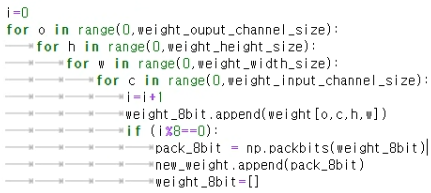 i=0
for o in range(0,weight_ouput_channel_size):
for h in range(0,weight_height_size):
for w in range(0,weight_width_size):
for c in range(0,weight_input_channel_size):
i=i+1
weight_8bit.append(weight[o,c,h,w])
if (i%8==0):
pack_8bit = np.packbits(weight_8bit)
new_weight.append(pack_8bit)
weight_8bit=[]